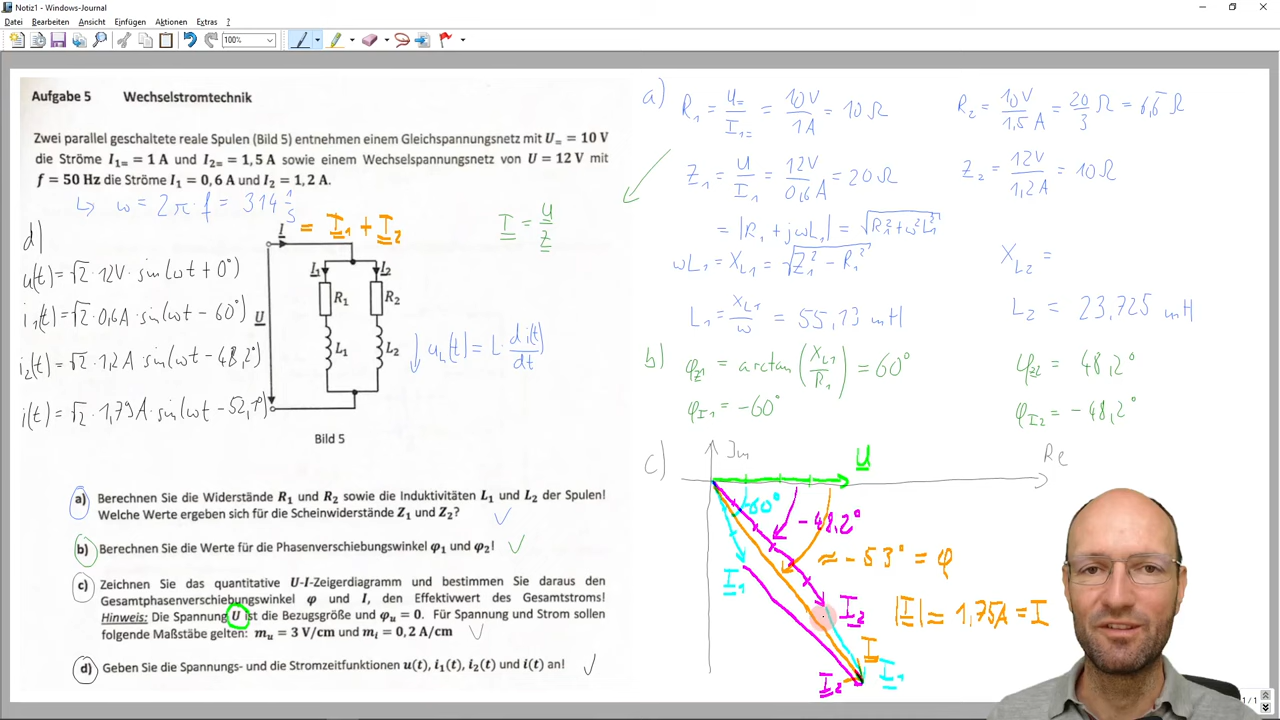 Notiz1 - Windows-Journal
Datei Bearbeiten Ansicht Einfügen Aktionen Extras ?
100%
Aufgabe 5 Wechselstromtechnik
Zwei parallel geschaltete reale Spulen (Bild 5) entnehmen einem Gleichspannungsnetz mit U₌ = 10 V
die Ströme I₁₌ = 1 A und I₂₌ = 1,5 A sowie einem Wechselspannungsnetz von U = 12 V mit
f = 50 Hz die Ströme I₁ = 0,6 A und I₂ = 1,2 A.
↳ ω = 2π·f = 314 1/s
d)
u(t) = √2·12V·sin(ωt+0°)
i₁(t) = √2·0,6A·sin(ωt-60°)
i₂(t) = √2·1,2A·sin(ωt-48,2°)
i(t) = √2·1,79A·sin(ωt-52,1°)
I = I₁ + I₂
I₁ I₂
R₁ R₂
U
L₁ L₂
Bild 5
I = U/Z
u_L(t) = L· di(t)/dt
a) Berechnen Sie die Widerstände R₁ und R₂ sowie die Induktivitäten L₁ und L₂ der Spulen!
Welche Werte ergeben sich für die Scheinwiderstände Z₁ und Z₂?
b) Berechnen Sie die Werte für die Phasenverschiebungswinkel φ₁ und φ₂!
c) Zeichnen Sie das quantitative U-I-Zeigerdiagramm und bestimmen Sie daraus den
Gesamtphasenverschiebungswinkel φ und I, den Effektivwert des Gesamtstroms!
Hinweis: Die Spannung U ist die Bezugsgröße und φᵤ = 0. Für Spannung und Strom sollen
folgende Maßstäbe gelten: mᵤ = 3 V/cm und mᵢ = 0,2 A/cm
d) Geben Sie die Spannungs- und die Stromzeitfunktionen u(t), i₁(t), i₂(t) und i(t) an!
a) R₁ = U₌/I₁₌ = 10V/1A = 10Ω R₂ = 10V/1,5A = 20/3 Ω = 6,6̅ Ω
Z₁ = U/I₁ = 12V/0,6A = 20Ω Z₂ = 12V/1,2A = 10Ω
= |R₁+jωL₁| = √(R₁²+ω²L₁²)
ωL₁ = X_L1 = √(Z₁² - R₁²) X_L2 =
L₁ = X_L1/ω = 55,13 mH L₂ = 23,725 mH
b) φ_Z1 = arctan(X_L1/R₁) = 60° φ_Z2 = 48,2°
φ_I1 = -60° φ_I2 = -48,2°
c) Im Re
U
-60°
-48,2°
≈ -53° = φ
I₁ I₂ |I| ≈ 1,75A = I
I
I₂ I₁
1/1